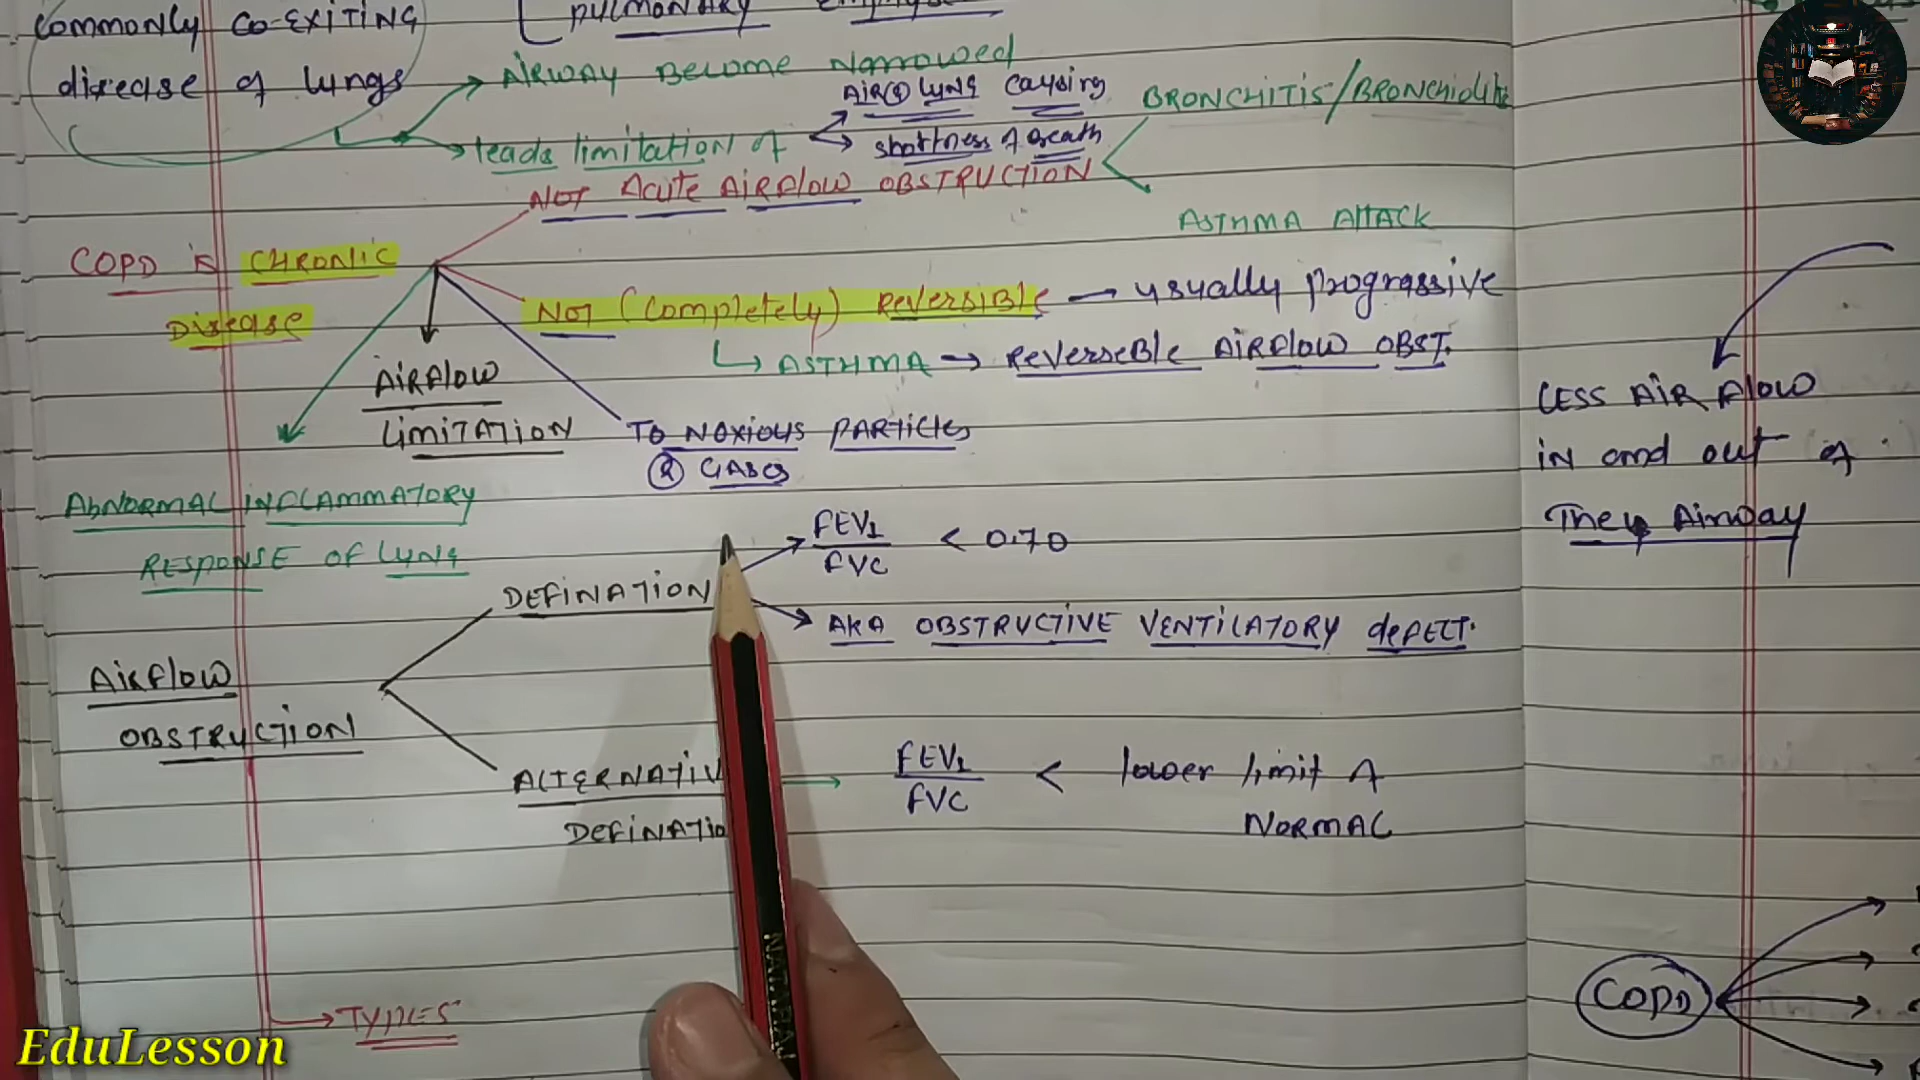 COMMONLY CO-EXITING
disease of lungs
PULMONARY
AIRWAY BECOME Narrowed
leads limitation of
Air lung causing
shortness of breath
BRONCHITIS/
NOT Acute AirFlow OBSTRUCTION
ASTHMA ATTACK
COPD is CHRONIC
Disease
NOT (Completely) Reversible → usually progressive
ASTHMA → Reverseble AirFlow OBST.
AirFlow
LimiTATION
To NOXIOUS PARTICLES
GASES
AbNORMAL INFLAMMATORY
RESPONSE OF LUNG
AirFlow
OBSTRUCTION
DEFINATION
FEV1
FVC
< 0.70
AKA OBSTRUCTIVE VENTILATORY dEFECT.
ALTERNATIV
DEFINATIO
FEV1
FVC
< lower limit
NORMAL
TYPES
LESS AIR FLOW
IN and out of
The Airway
COPD
NATARAJ
EduLesson